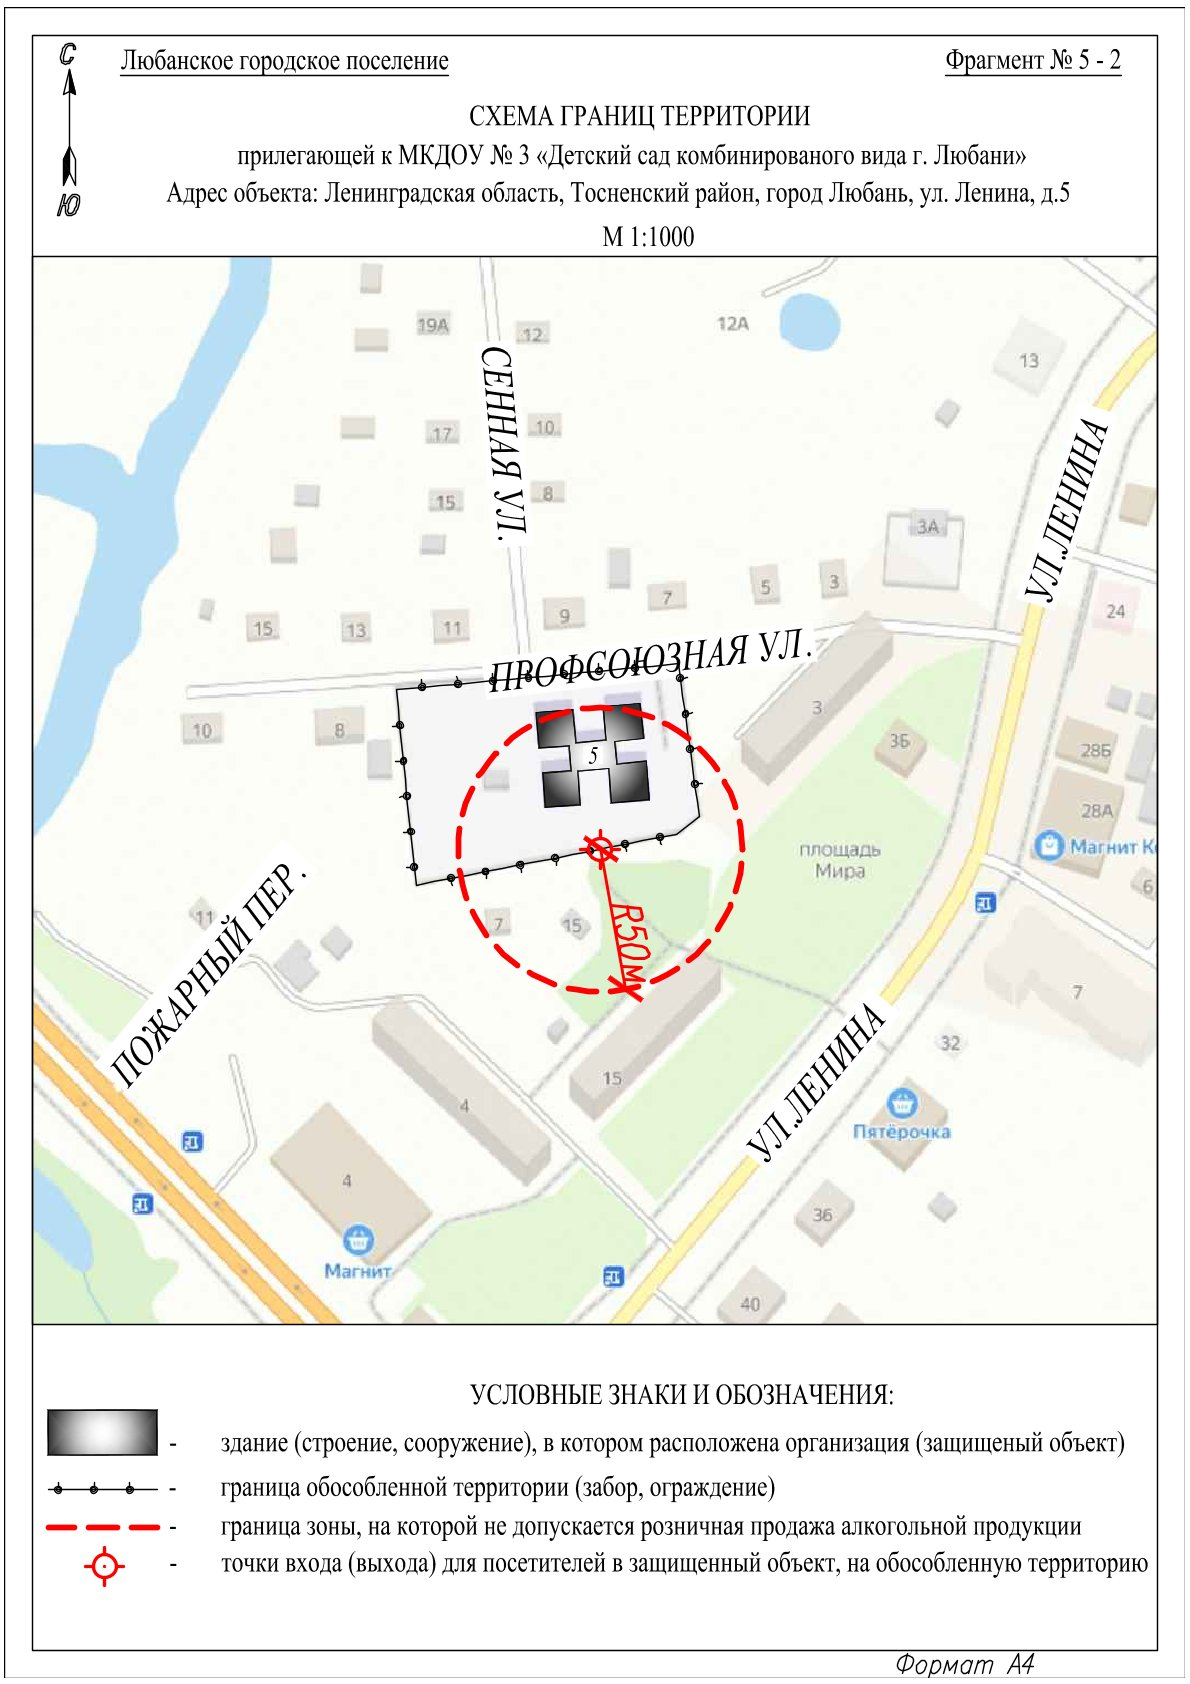 С
Ю
Любанское городское поселение
Фрагмент № 5 - 2
СХЕМА ГРАНИЦ ТЕРРИТОРИИ
прилегающей к МКДОУ № 3 «Детский сад комбинированого вида г. Любани»
Адрес объекта: Ленинградская область, Тосненский район, город Любань, ул. Ленина, д.5
М 1:1000
19А
12
12А
13
СЕННАЯ УЛ.
17
10
УЛ.ЛЕНИНА
15
8
3А
5
3
7
24
9
15
13
11
ПРОФСОЮЗНАЯ УЛ.
10
8
3
3Б
28Б
5
28А
Магнит Ко
площадь
Мира
6
ПОЖАРНЫЙ ПЕР.
11
7
15
R50м
7
УЛ.ЛЕНИНА
32
15
4
Пятёрочка
4
36
Магнит
40
УСЛОВНЫЕ ЗНАКИ И ОБОЗНАЧЕНИЯ:
- здание (строение, сооружение), в котором расположена организация (защищеный объект)
- граница обособленной территории (забор, ограждение)
- граница зоны, на которой не допускается розничная продажа алкогольной продукции
- точки входа (выхода) для посетителей в защищенный объект, на обособленную территорию
Формат А4